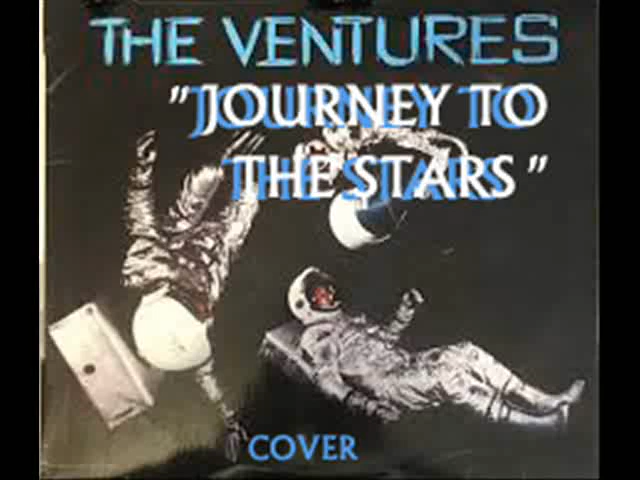 THE VENTURES
"JOURNEY TO
THE STARS"
COVER